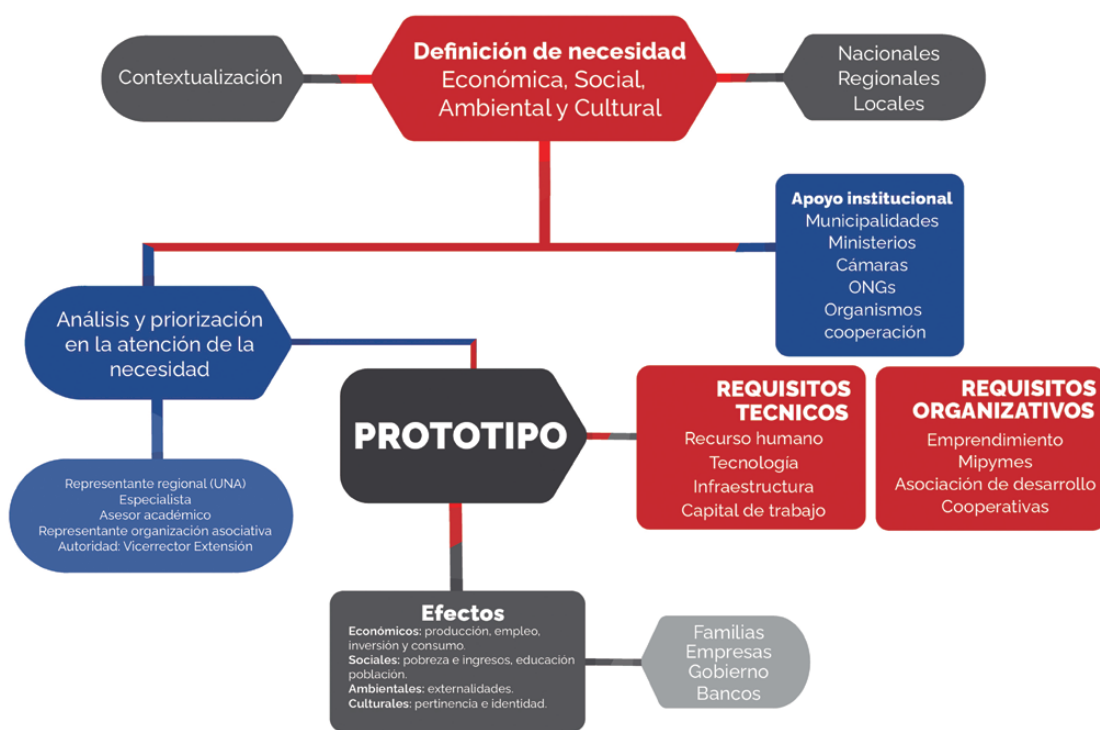 Contextualización
Definición de necesidad
Económica, Social,
Ambiental y Cultural
Nacionales
Regionales
Locales
Apoyo institucional
Municipalidades
Ministerios
Cámaras
ONGs
Organismos
cooperación
Análisis y priorización
en la atención de la
necesidad
PROTOTIPO
REQUISITOS
TECNICOS
Recurso humano
Tecnología
Infraestructura
Capital de trabajo
REQUISITOS
ORGANIZATIVOS
Emprendimiento
Mipymes
Asociación de desarrollo
Cooperativas
Representante regional (UNA)
Especialista
Asesor académico
Representante organización asociativa
Autoridad: Vicerrector Extensión
Efectos
Económicos: producción, empleo,
inversión y consumo.
Sociales: pobreza e ingresos, educación
población.
Ambientales: externalidades.
Culturales: pertinencia e identidad.
Familias
Empresas
Gobierno
Bancos